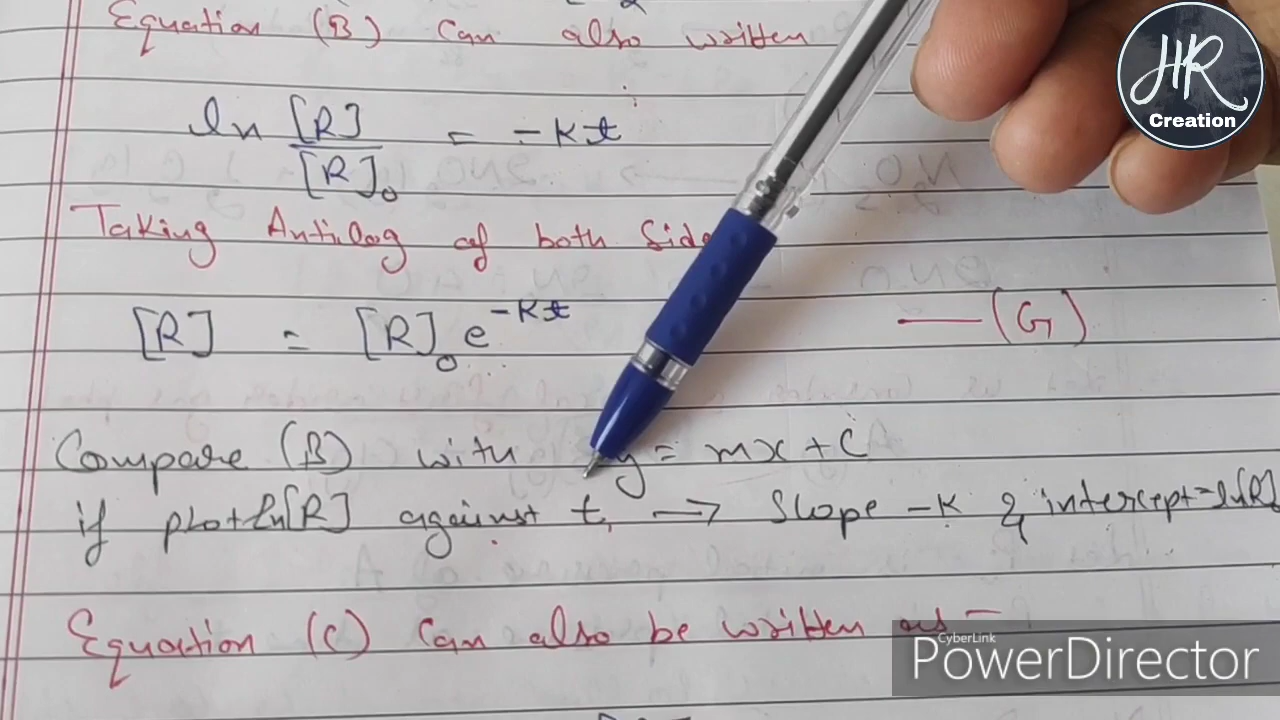 Equation (B) Can also written
ln [R] / [R]₀ = -Kt
Taking Antilog of both Side
[R] = [R]₀ e^-Kt —(G)
Compare (B) with y = mx + C
if plot ln[R] against t, → Slope -K & intercept = ln[R]
Equation (C) Can also be written as -
HR
Creation
CyberLink
PowerDirector